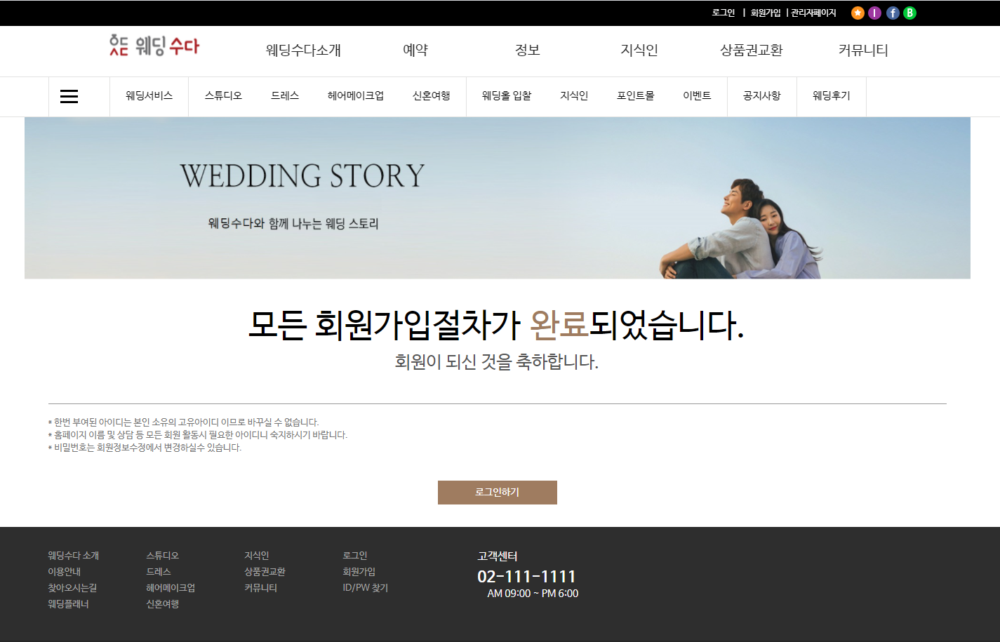 로그인 | 회원가입 | 관리자페이지 ★ I f B
웨딩수다 웨딩수다소개 예약 정보 지식인 상품권교환 커뮤니티
웨딩서비스 스튜디오 드레스 헤어메이크업 신혼여행 웨딩홀 입찰 지식인 포인트몰 이벤트 공지사항 웨딩후기
WEDDING STORY
웨딩수다와 함께 나누는 웨딩 스토리
모든 회원가입절차가 완료되었습니다.
회원이 되신 것을 축하합니다.
* 한번 부여된 아이디는 본인 소유의 고유아이디 이므로 바꾸실 수 없습니다.
* 홈페이지 이름 및 상담 등 모든 회원 활동시 필요한 아이디니 숙지하시기 바랍니다.
* 비밀번호는 회원정보수정에서 변경하실수 있습니다.
로그인하기
웨딩수다 소개
이용안내
찾아오시는길
웨딩플래너
스튜디오
드레스
헤어메이크업
신혼여행
지식인
상품권교환
커뮤니티
로그인
회원가입
ID/PW 찾기
고객센터
02-111-1111
AM 09:00 ~ PM 6:00